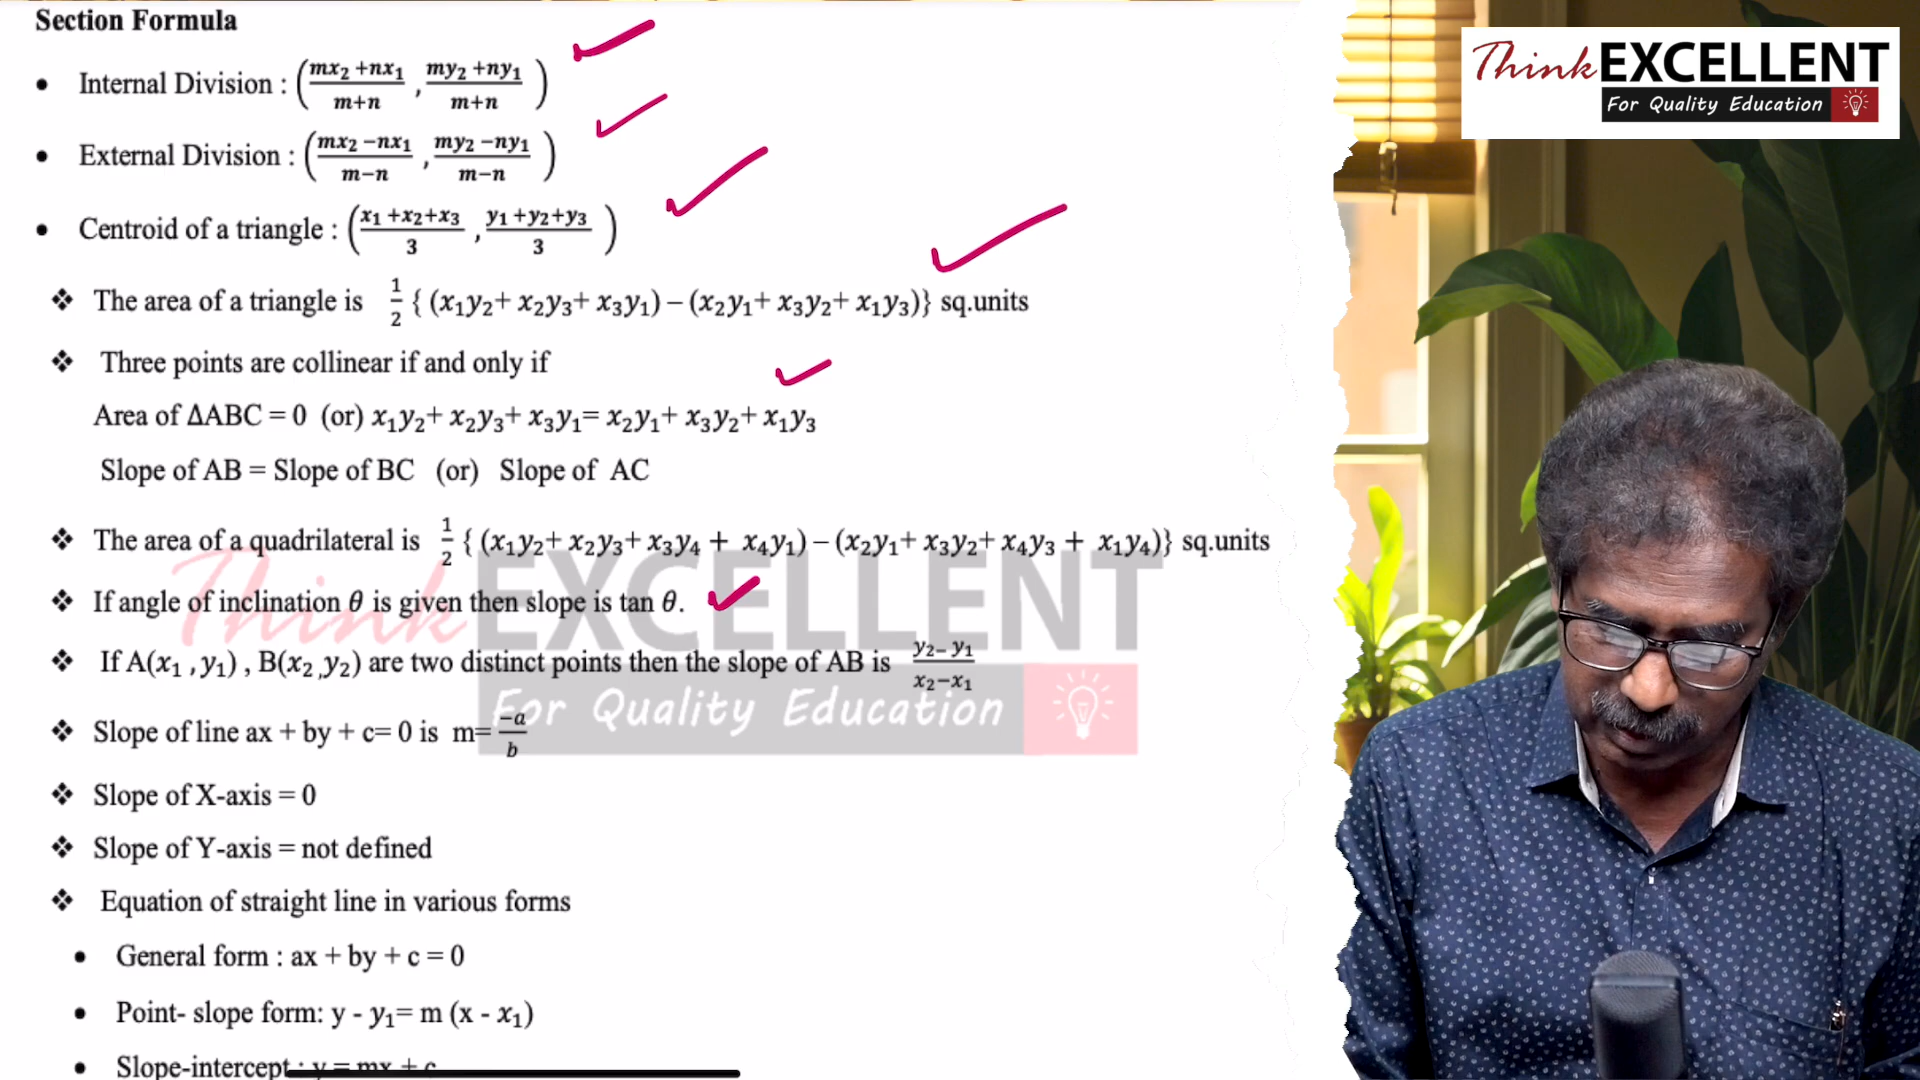 Section Formula
• Internal Division : (mx₂ +nx₁/m+n , my₂ +ny₁/m+n )
• External Division : (mx₂ −nx₁/m−n , my₂ −ny₁/m−n )
• Centroid of a triangle : (x₁ +x₂+x₃/3 , y₁ +y₂+y₃/3 )
❖ The area of a triangle is 1/2 { (x₁y₂+ x₂y₃+ x₃y₁) – (x₂y₁+ x₃y₂+ x₁y₃)} sq.units
❖ Three points are collinear if and only if
Area of ΔABC = 0 (or) x₁y₂+ x₂y₃+ x₃y₁= x₂y₁+ x₃y₂+ x₁y₃
Slope of AB = Slope of BC (or) Slope of AC
❖ The area of a quadrilateral is 1/2 { (x₁y₂+ x₂y₃+ x₃y₄ + x₄y₁) – (x₂y₁+ x₃y₂+ x₄y₃ + x₁y₄)} sq.units
❖ If angle of inclination θ is given then slope is tan θ.
❖ If A(x₁ ,y₁) , B(x₂ ,y₂) are two distinct points then the slope of AB is y₂− y₁/x₂−x₁
❖ Slope of line ax + by + c= 0 is m= −a/b
❖ Slope of X-axis = 0
❖ Slope of Y-axis = not defined
❖ Equation of straight line in various forms
• General form : ax + by + c = 0
• Point- slope form: y - y₁= m (x - x₁)
• Slope-intercept : y = mx + c
Think EXCELLENT
For Quality Education
Think EXCELLENT
For Quality Education